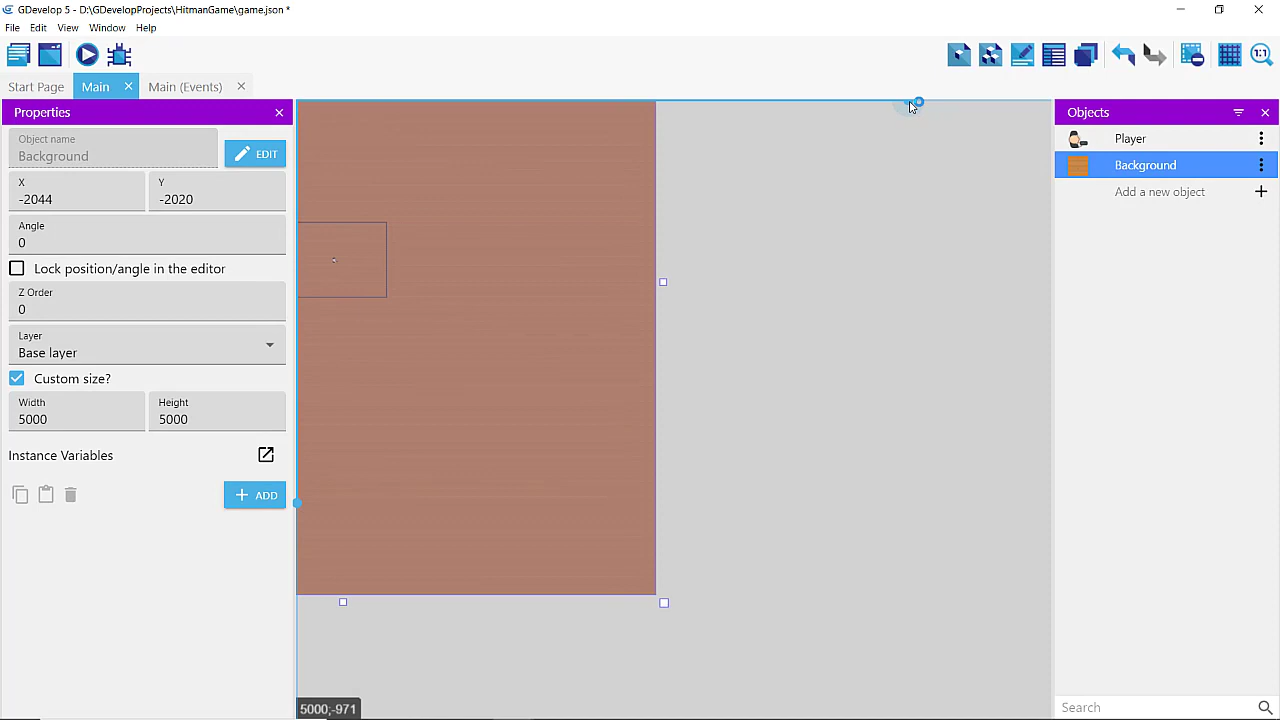 GDevelop 5 - D:\GDevelopProjects\HitmanGame\game.json *
File Edit View Window Help
1:1
Start Page Main Main (Events)
Properties
Object name
Background
EDIT
X
-2044
Y
-2020
Angle
0
Lock position/angle in the editor
Z Order
0
Layer
Base layer
Custom size?
Width
5000
Height
5000
Instance Variables
ADD
5000;-971
Objects
Player
Background
Add a new object
Search